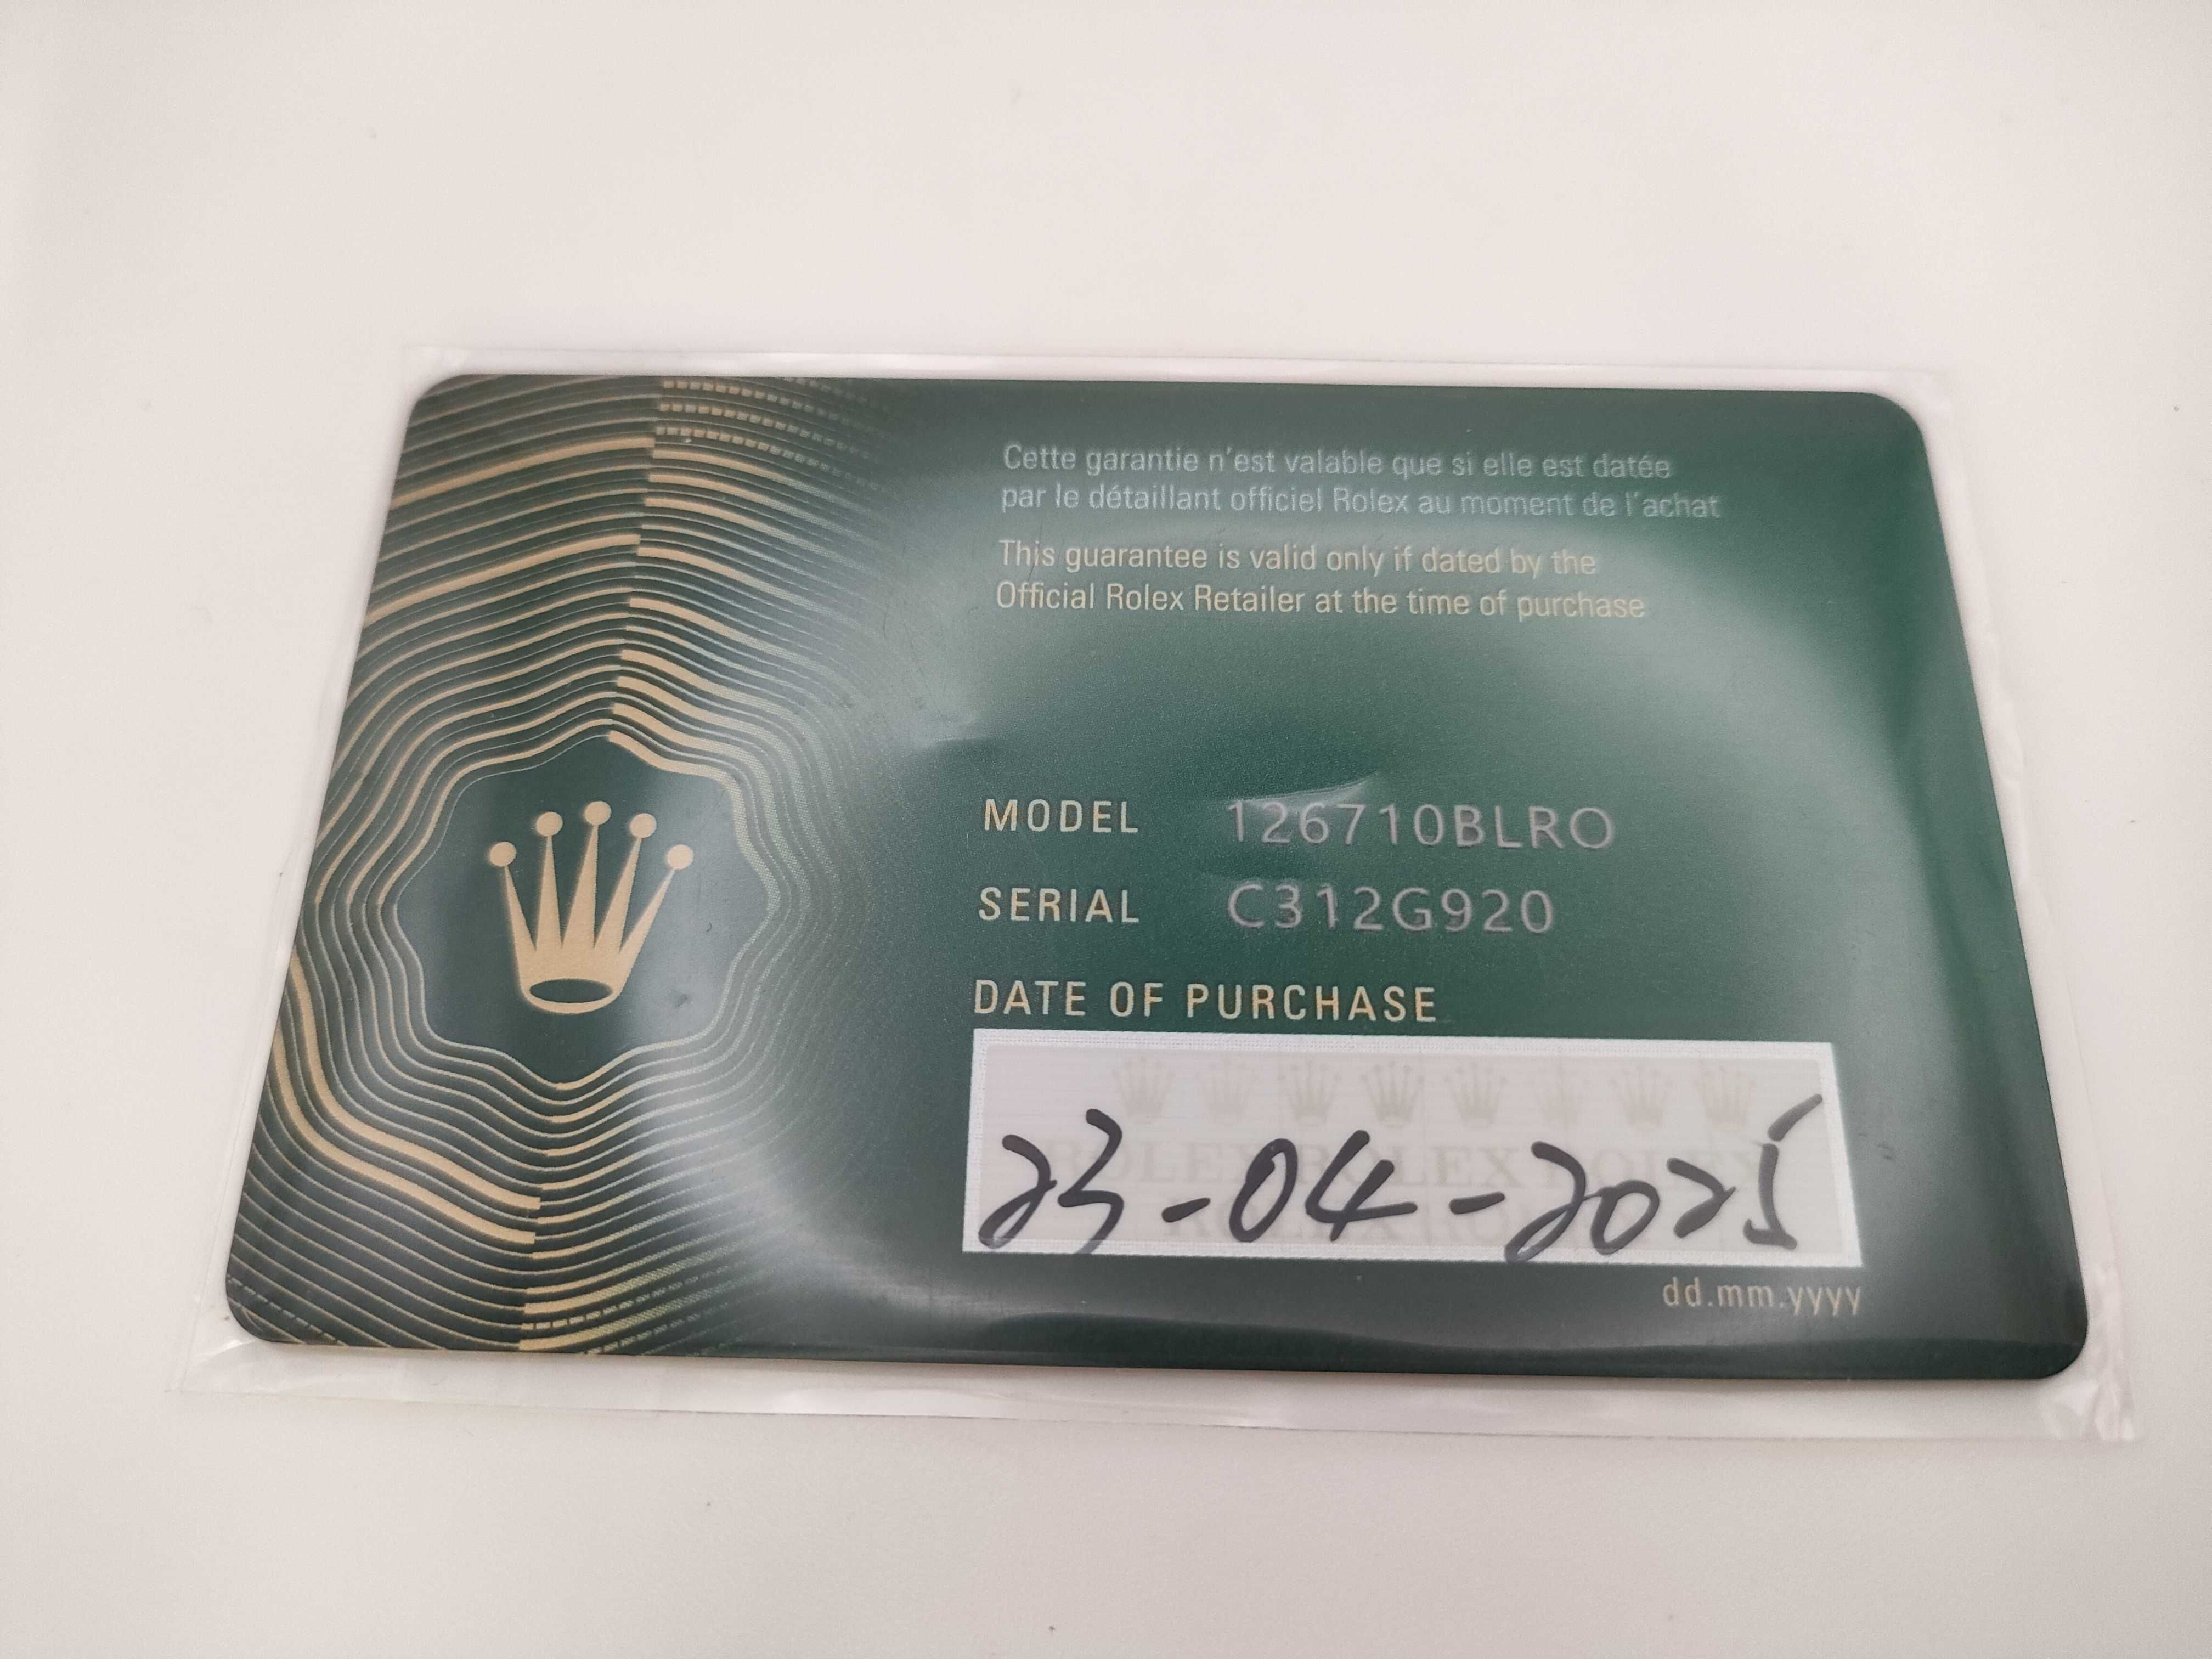 Cette garantie n'est valable que si elle est datée
par le détaillant officiel Rolex au moment de l'achat
This guarantee is valid only if dated by the
Official Rolex Retailer at the time of purchase
MODEL 126710BLRO
SERIAL C312G920
DATE OF PURCHASE
23-04-2025
dd.mm.yyyy